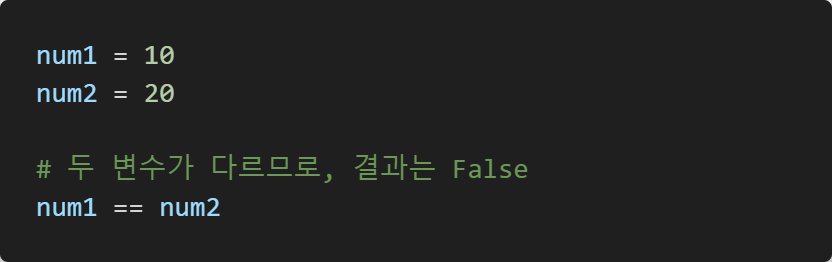 num1 = 10
num2 = 20
# 두 변수가 다르므로, 결과는 False
num1 == num2